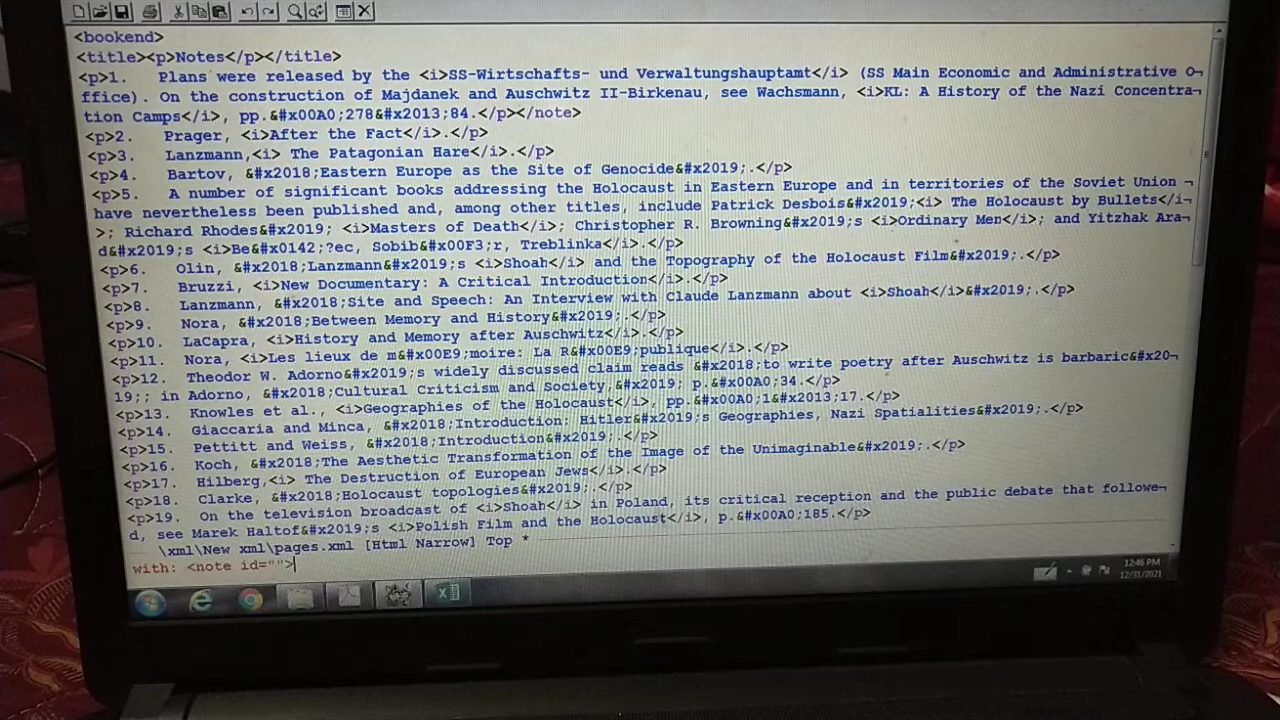 <bookend>
<title><p>Notes</p></title>
<p>1.   Plans were released by the <i>SS-Wirtschafts- und Verwaltungshauptamt</i> (SS Main Economic and Administrative O¬
ffice). On the construction of Majdanek and Auschwitz II-Birkenau, see Wachsmann, <i>KL: A History of the Nazi Concentra¬
tion Camps</i>, pp.&#x00A0;278&#x2013;84.</p></note>
<p>2.   Prager, <i>After the Fact</i>.</p>
<p>3.   Lanzmann,<i> The Patagonian Hare</i>.</p>
<p>4.   Bartov, &#x2018;Eastern Europe as the Site of Genocide&#x2019;.</p>
<p>5.   A number of significant books addressing the Holocaust in Eastern Europe and in territories of the Soviet Union ¬
have nevertheless been published and, among other titles, include Patrick Desbois&#x2019;<i> The Holocaust by Bullets</i¬
>; Richard Rhodes&#x2019; <i>Masters of Death</i>; Christopher R. Browning&#x2019;s <i>Ordinary Men</i>; and Yitzhak Ara¬
d&#x2019;s <i>Be&#x0142;?ec, Sobib&#x00F3;r, Treblinka</i>.</p>
<p>6.   Olin, &#x2018;Lanzmann&#x2019;s <i>Shoah</i> and the Topography of the Holocaust Film&#x2019;.</p>
<p>7.   Bruzzi, <i>New Documentary: A Critical Introduction</i>.</p>
<p>8.   Lanzmann, &#x2018;Site and Speech: An Interview with Claude Lanzmann about <i>Shoah</i>&#x2019;.</p>
<p>9.   Nora, &#x2018;Between Memory and History&#x2019;.</p>
<p>10.  LaCapra, <i>History and Memory after Auschwitz</i>.</p>
<p>11.  Nora, <i>Les lieux de m&#x00E9;moire: La R&#x00E9;publique</i>.</p>
<p>12.  Theodor W. Adorno&#x2019;s widely discussed claim reads &#x2018;to write poetry after Auschwitz is barbaric&#x20¬
19;; in Adorno, &#x2018;Cultural Criticism and Society,&#x2019; p.&#x00A0;34.</p>
<p>13.  Knowles et al., <i>Geographies of the Holocaust</i>, pp.&#x00A0;1&#x2013;17.</p>
<p>14.  Giaccaria and Minca, &#x2018;Introduction: Hitler&#x2019;s Geographies, Nazi Spatialities&#x2019;.</p>
<p>15.  Pettitt and Weiss, &#x2018;Introduction&#x2019;.</p>
<p>16.  Koch, &#x2018;The Aesthetic Transformation of the Image of the Unimaginable&#x2019;.</p>
<p>17.  Hilberg,<i> The Destruction of European Jews</i>.</p>
<p>18.  Clarke, &#x2018;Holocaust topologies&#x2019;.</p>
<p>19.  On the television broadcast of <i>Shoah</i> in Poland, its critical reception and the public debate that followe¬
d, see Marek Haltof&#x2019;s <i>Polish Film and the Holocaust</i>, p.&#x00A0;185.</p>
\xml\New xml\pages.xml [Html Narrow] Top *
with: <note id="">
12:46 PM
12/31/2021